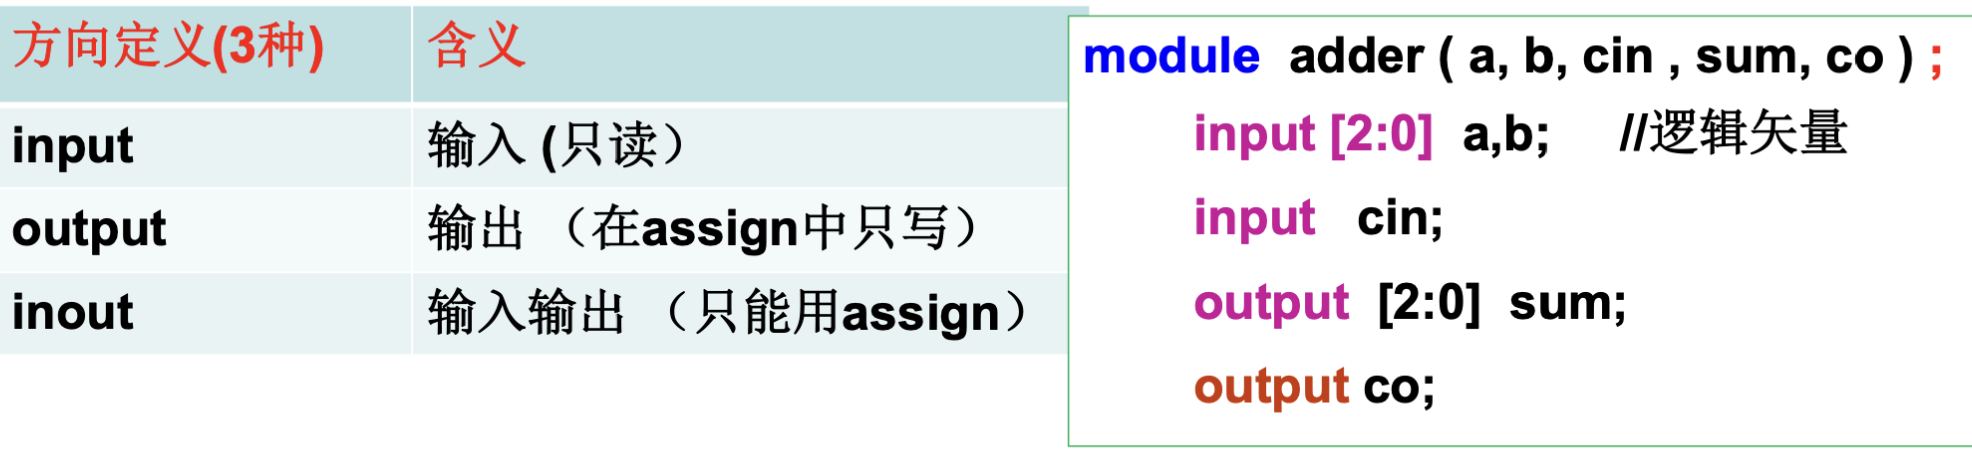 方向定义(3种) 含义
input 输入 (只读）
output 输出 （在assign中只写）
inout 输入输出 （只能用assign）
module adder ( a, b, cin , sum, co ) ;
input [2:0] a,b; //逻辑矢量
input cin;
output [2:0] sum;
output co;